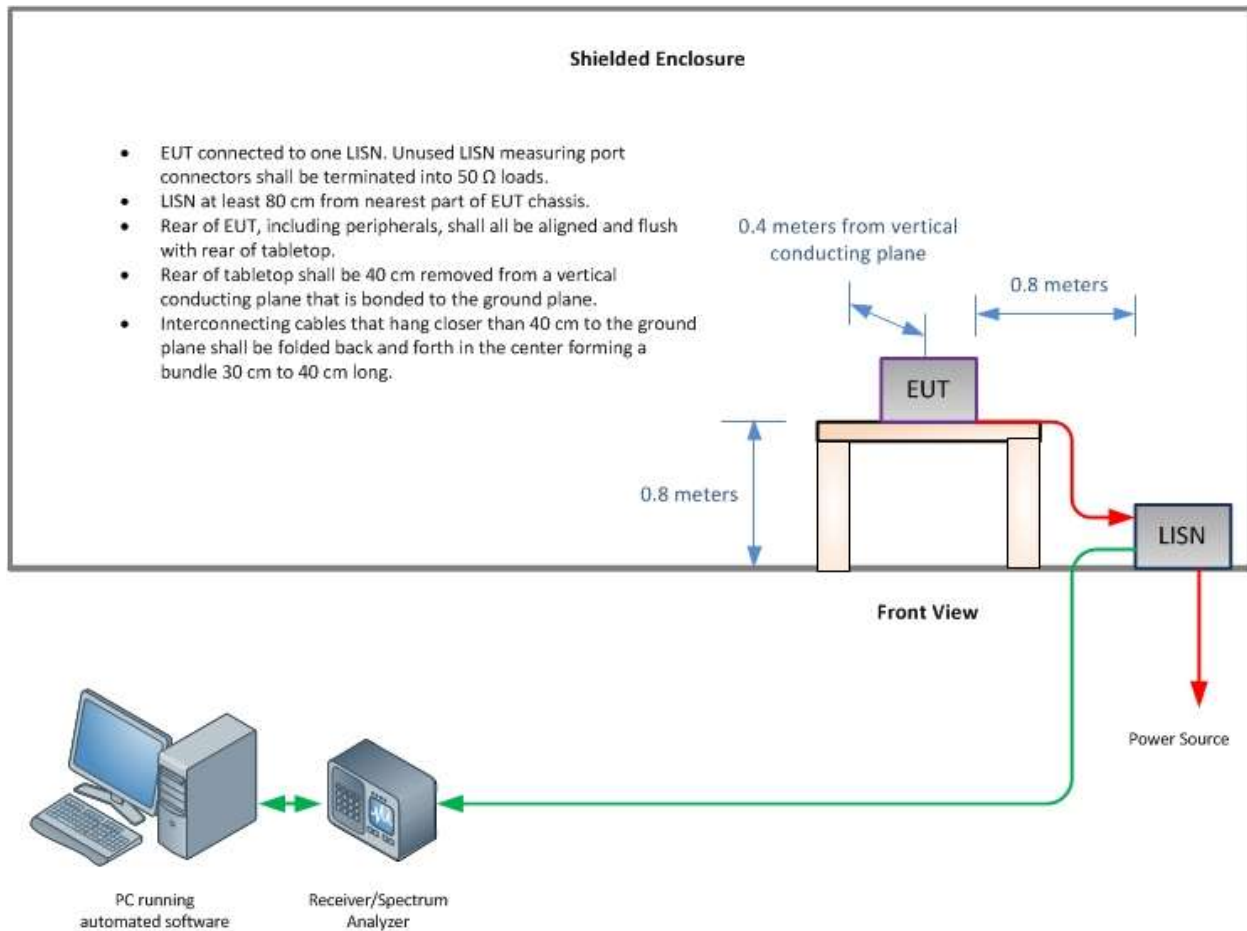 Shielded Enclosure
• EUT connected to one LISN. Unused LISN measuring port
connectors shall be terminated into 50 Ω loads.
• LISN at least 80 cm from nearest part of EUT chassis.
• Rear of EUT, including peripherals, shall all be aligned and flush
with rear of tabletop.
• Rear of tabletop shall be 40 cm removed from a vertical
conducting plane that is bonded to the ground plane.
• Interconnecting cables that hang closer than 40 cm to the ground
plane shall be folded back and forth in the center forming a
bundle 30 cm to 40 cm long.
0.4 meters from vertical
conducting plane
0.8 meters
EUT
0.8 meters
LISN
Front View
Power Source
PC running
automated software
Receiver/Spectrum
Analyzer